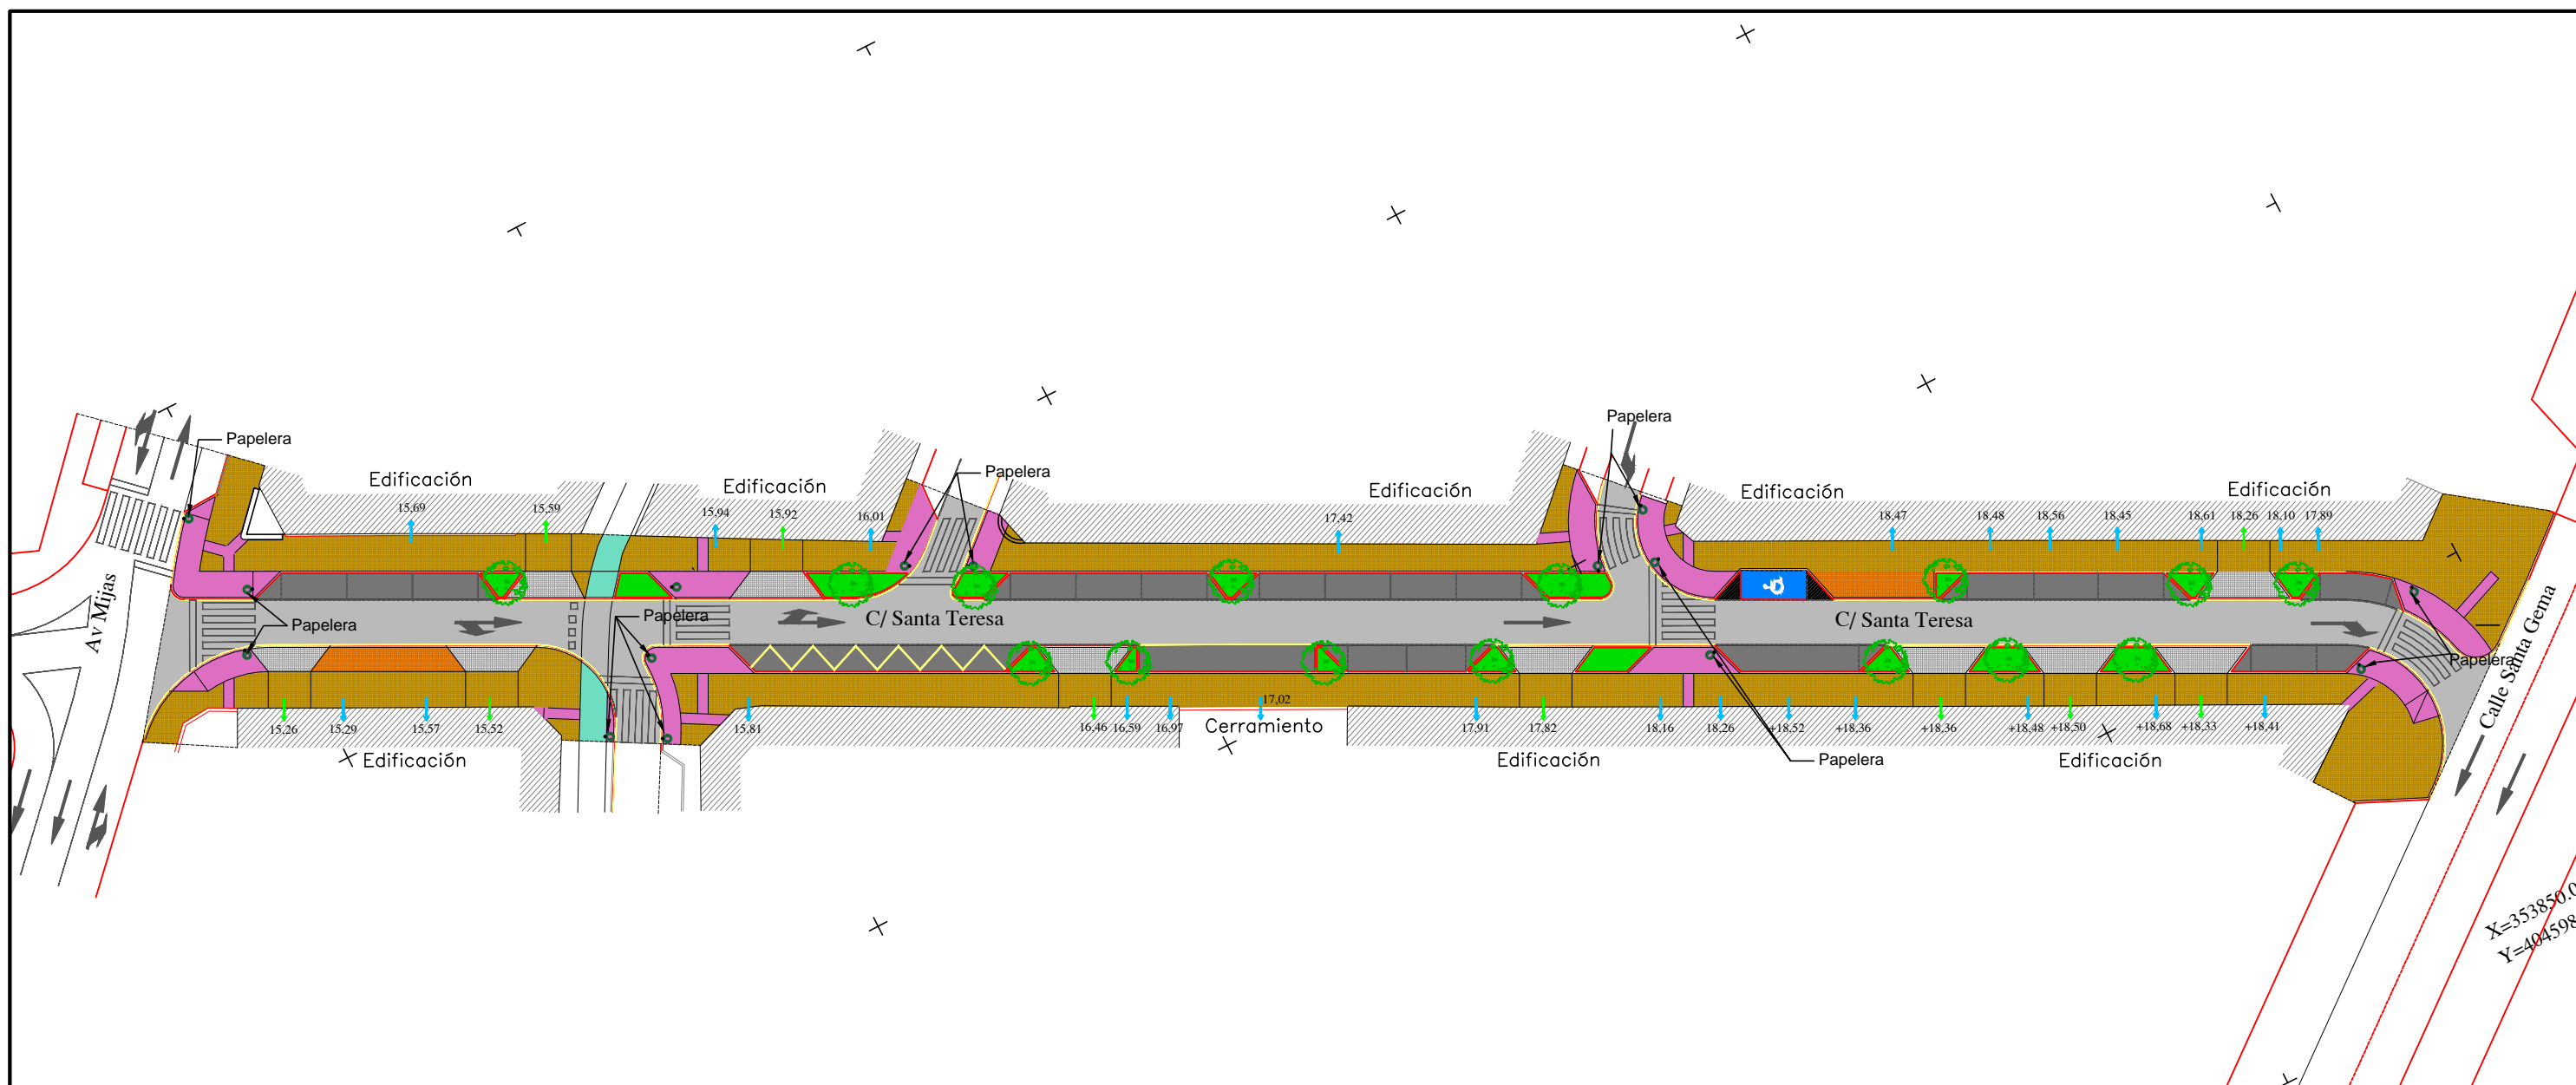 Papelera
Papelera
Papelera
Edificación
Edificación
Edificación
Edificación
Edificación
15,69
15,59
15,94
15,92
16,01
17,42
18,47
18,48
18,56
18,45
18,61
18,26
18,10
17,89
Av Mijas
Papelera
Papelera
C/ Santa Teresa
C/ Santa Teresa
Calle Santa Gema
Papelera
15,26
15,29
15,57
15,52
15,81
16,46
16,59
16,97
17,02
17,91
17,82
18,16
18,26
+18,52
+18,36
+18,36
+18,48
+18,50
+18,68
+18,33
+18,41
Cerramiento
Edificación
Edificación
Papelera
Edificación
X=353850.0
Y=404598